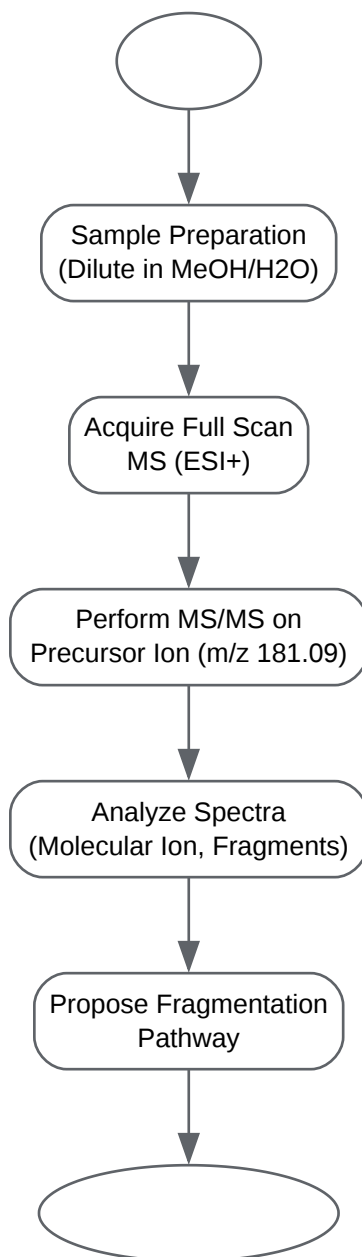 Sample Preparation
(Dilute in MeOH/H2O)
Acquire Full Scan
MS (ESI+)
Perform MS/MS on
Precursor Ion (m/z 181.09)
Analyze Spectra
(Molecular Ion, Fragments)
Propose Fragmentation
Pathway